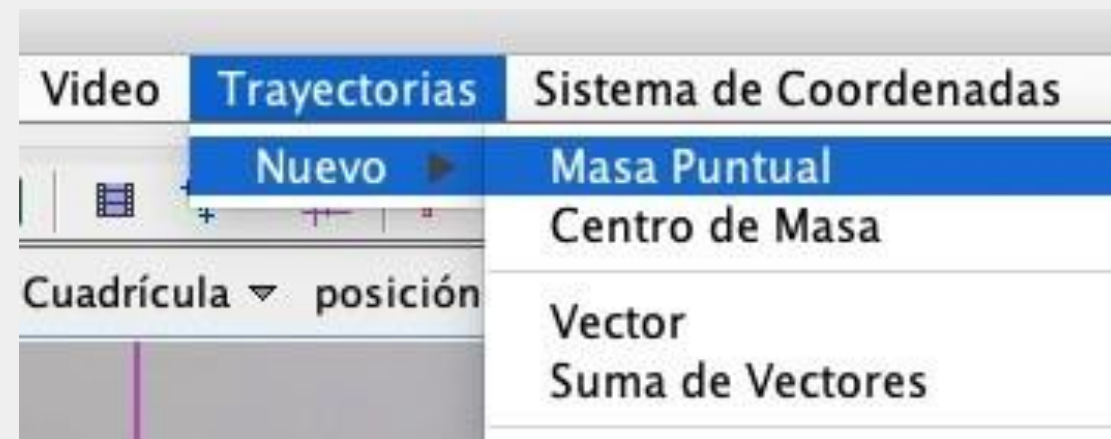 Video Trayectorias Sistema de Coordenadas
Nuevo Masa Puntual
Centro de Masa
Cuadrícula posición
Vector
Suma de Vectores